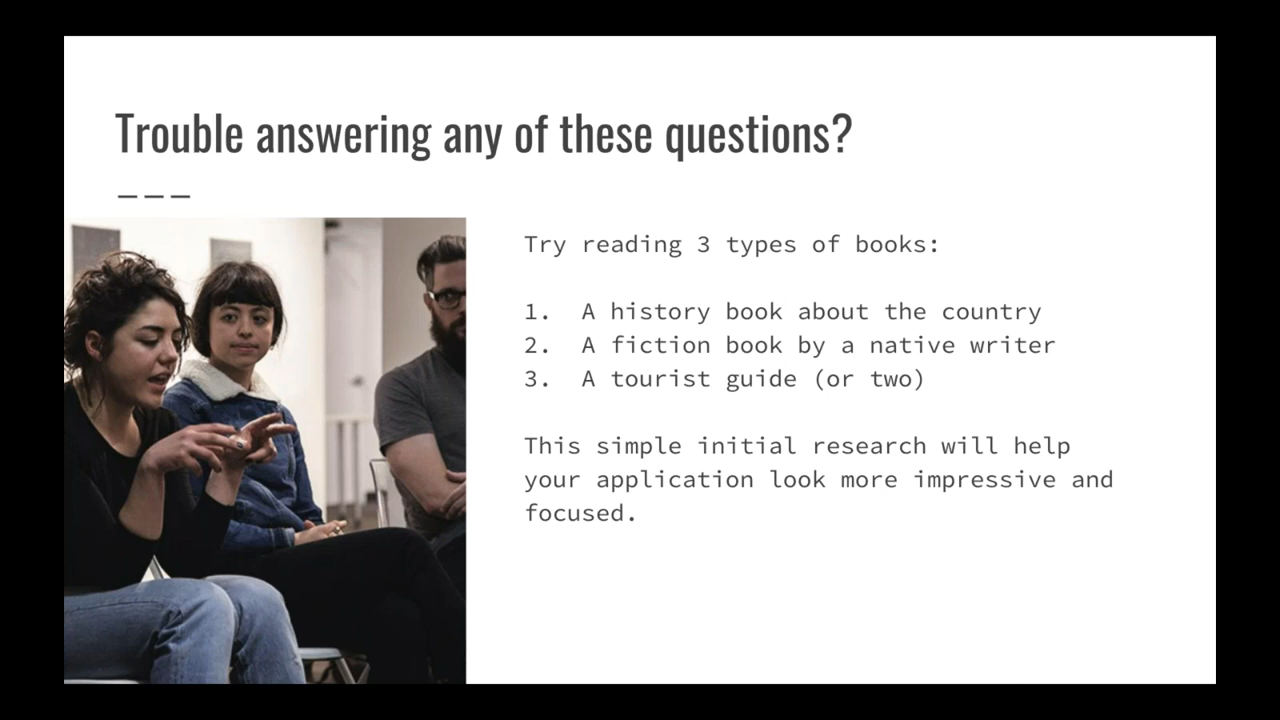 Trouble answering any of these questions?
Try reading 3 types of books:
1. A history book about the country
2. A fiction book by a native writer
3. A tourist guide (or two)
This simple initial research will help
your application look more impressive and
focused.